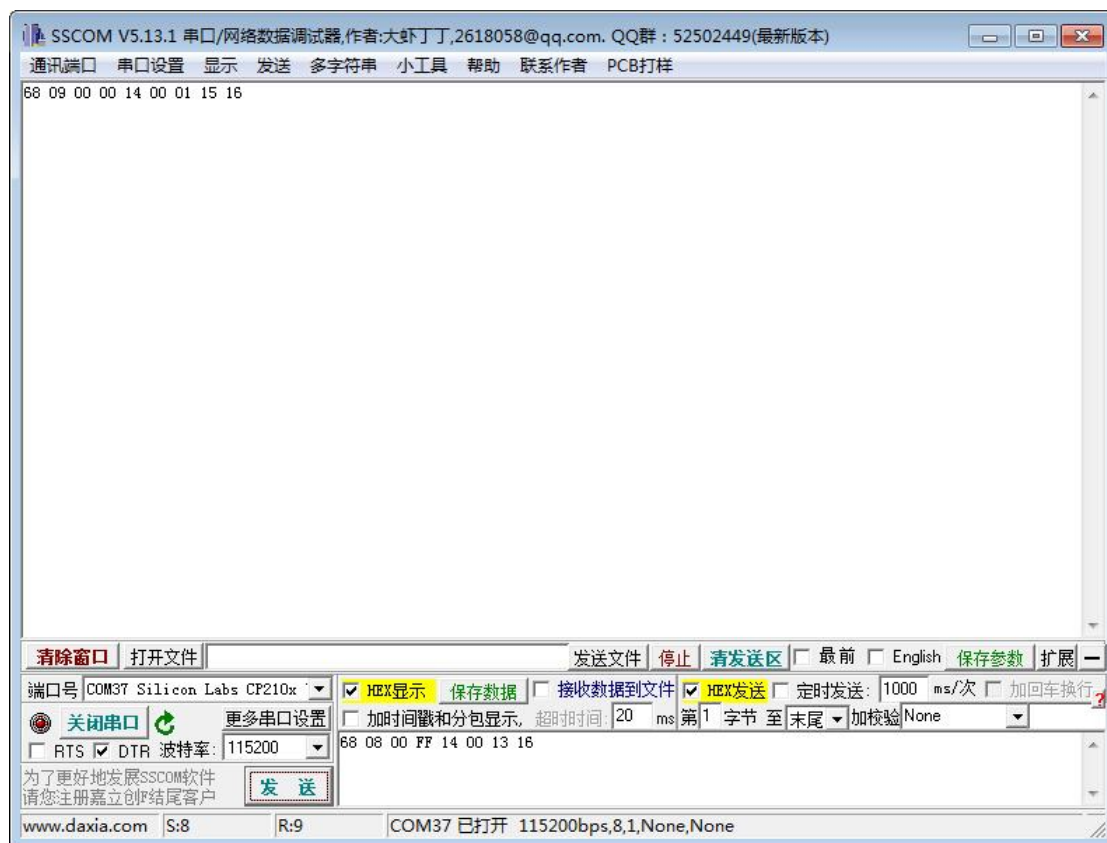 SSCOM V5.13.1 串口/网络数据调试器,作者:大虾丁丁,2618058@qq.com. QQ群：52502449(最新版本)
通讯端口 串口设置 显示 发送 多字符串 小工具 帮助 联系作者 PCB打样
68 09 00 00 14 00 01 15 16
清除窗口 打开文件 发送文件 停止 清发送区 最前 English 保存参数 扩展 —
端口号 COM37 Silicon Labs CP210x HEX显示 保存数据 接收数据到文件 HEX发送 定时发送: 1000 ms/次 加回车换行 ?
关闭串口 更多串口设置 加时间戳和分包显示, 超时时间: 20 ms 第 1 字节 至 末尾 加校验 None
RTS DTR 波特率: 115200 68 08 00 FF 14 00 13 16
为了更好地发展SSCOM软件
请您注册嘉立创F结尾客户
发 送
www.daxia.com S:8 R:9 COM37 已打开 115200bps,8,1,None,None